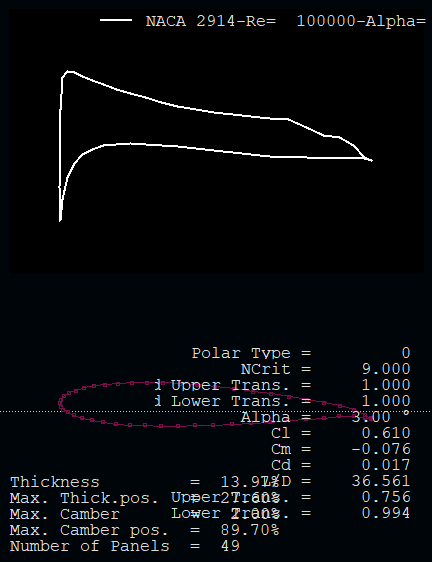 NACA 2914-Re= 100000-Alpha=
Polar Type = 0
NCrit = 9.000
i Upper Trans. = 1.000
i Lower Trans. = 1.000
Alpha = 3.00 °
Cl = 0.610
Cm = -0.076
Cd = 0.017
Thickness = 13.97% L/D = 36.561
Max. Thick.pos. = 27.60% Upper Trans. = 0.756
Max. Camber = Lower Trans. = 0.994
Max. Camber pos. = 89.70%
Number of Panels = 49